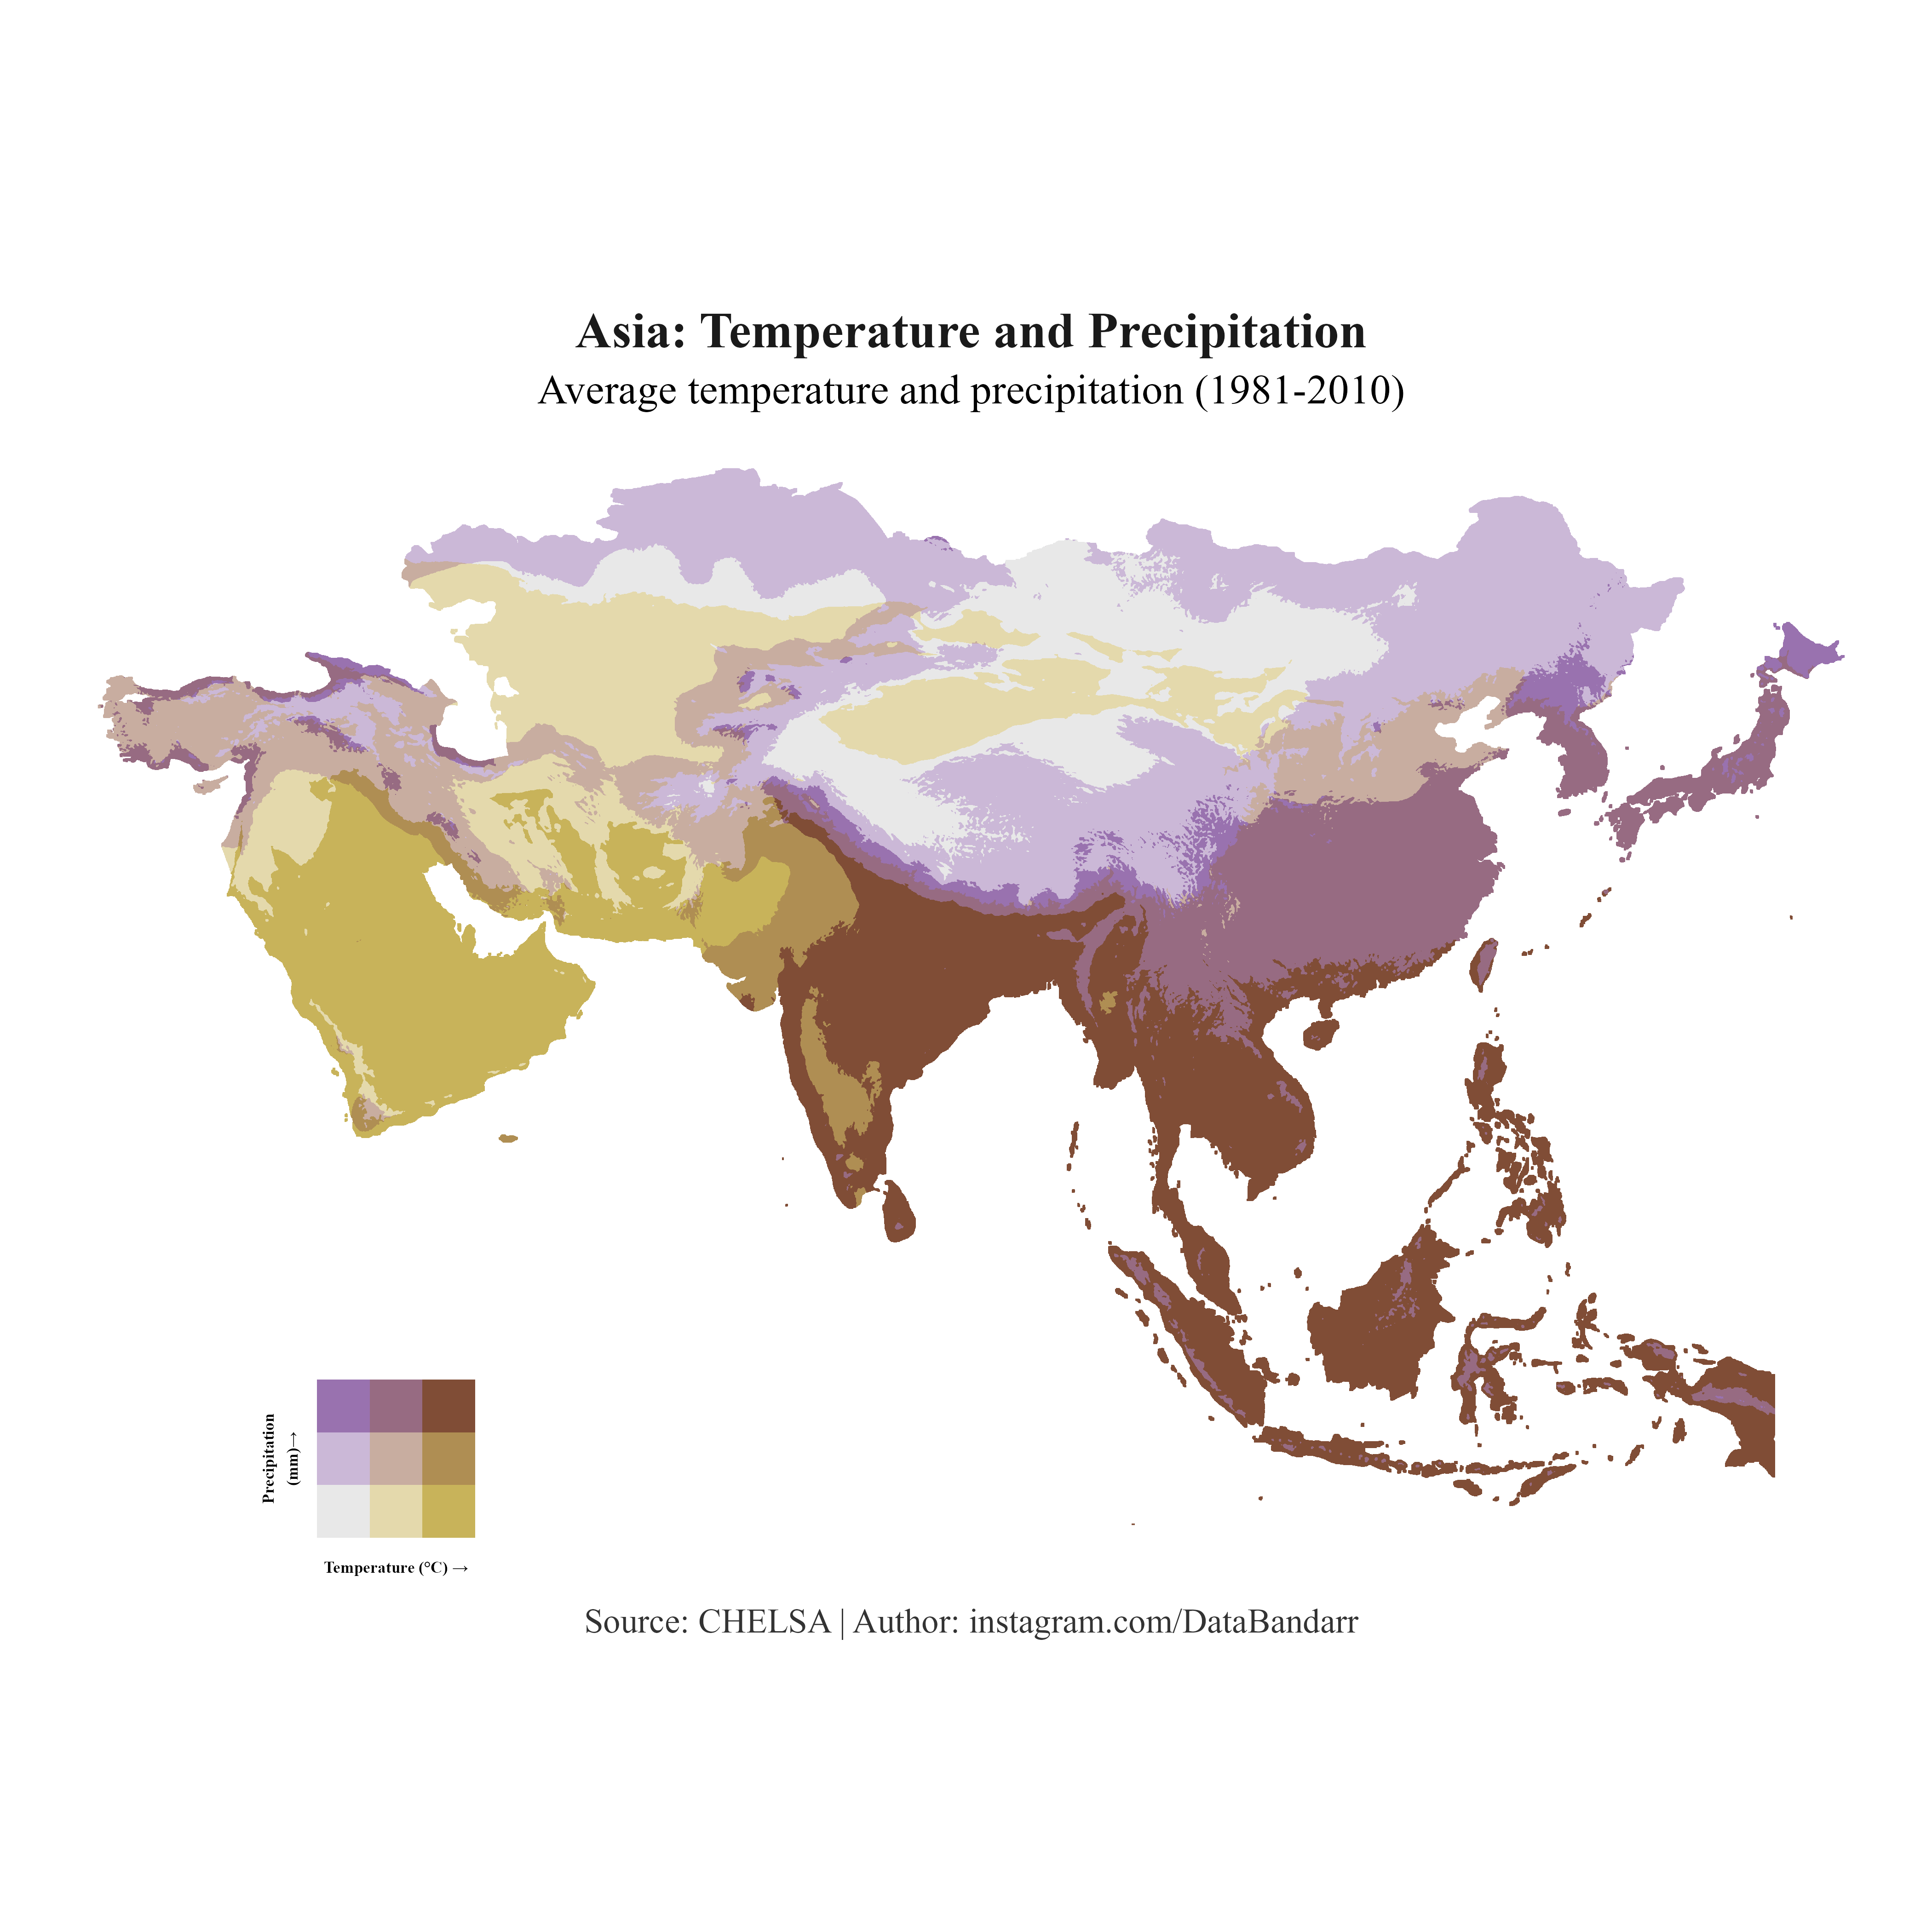 Asia: Temperature and Precipitation
Average temperature and precipitation (1981-2010)
Precipitation
(mm)→
Temperature (°C) →
Source: CHELSA | Author: instagram.com/DataBandarr